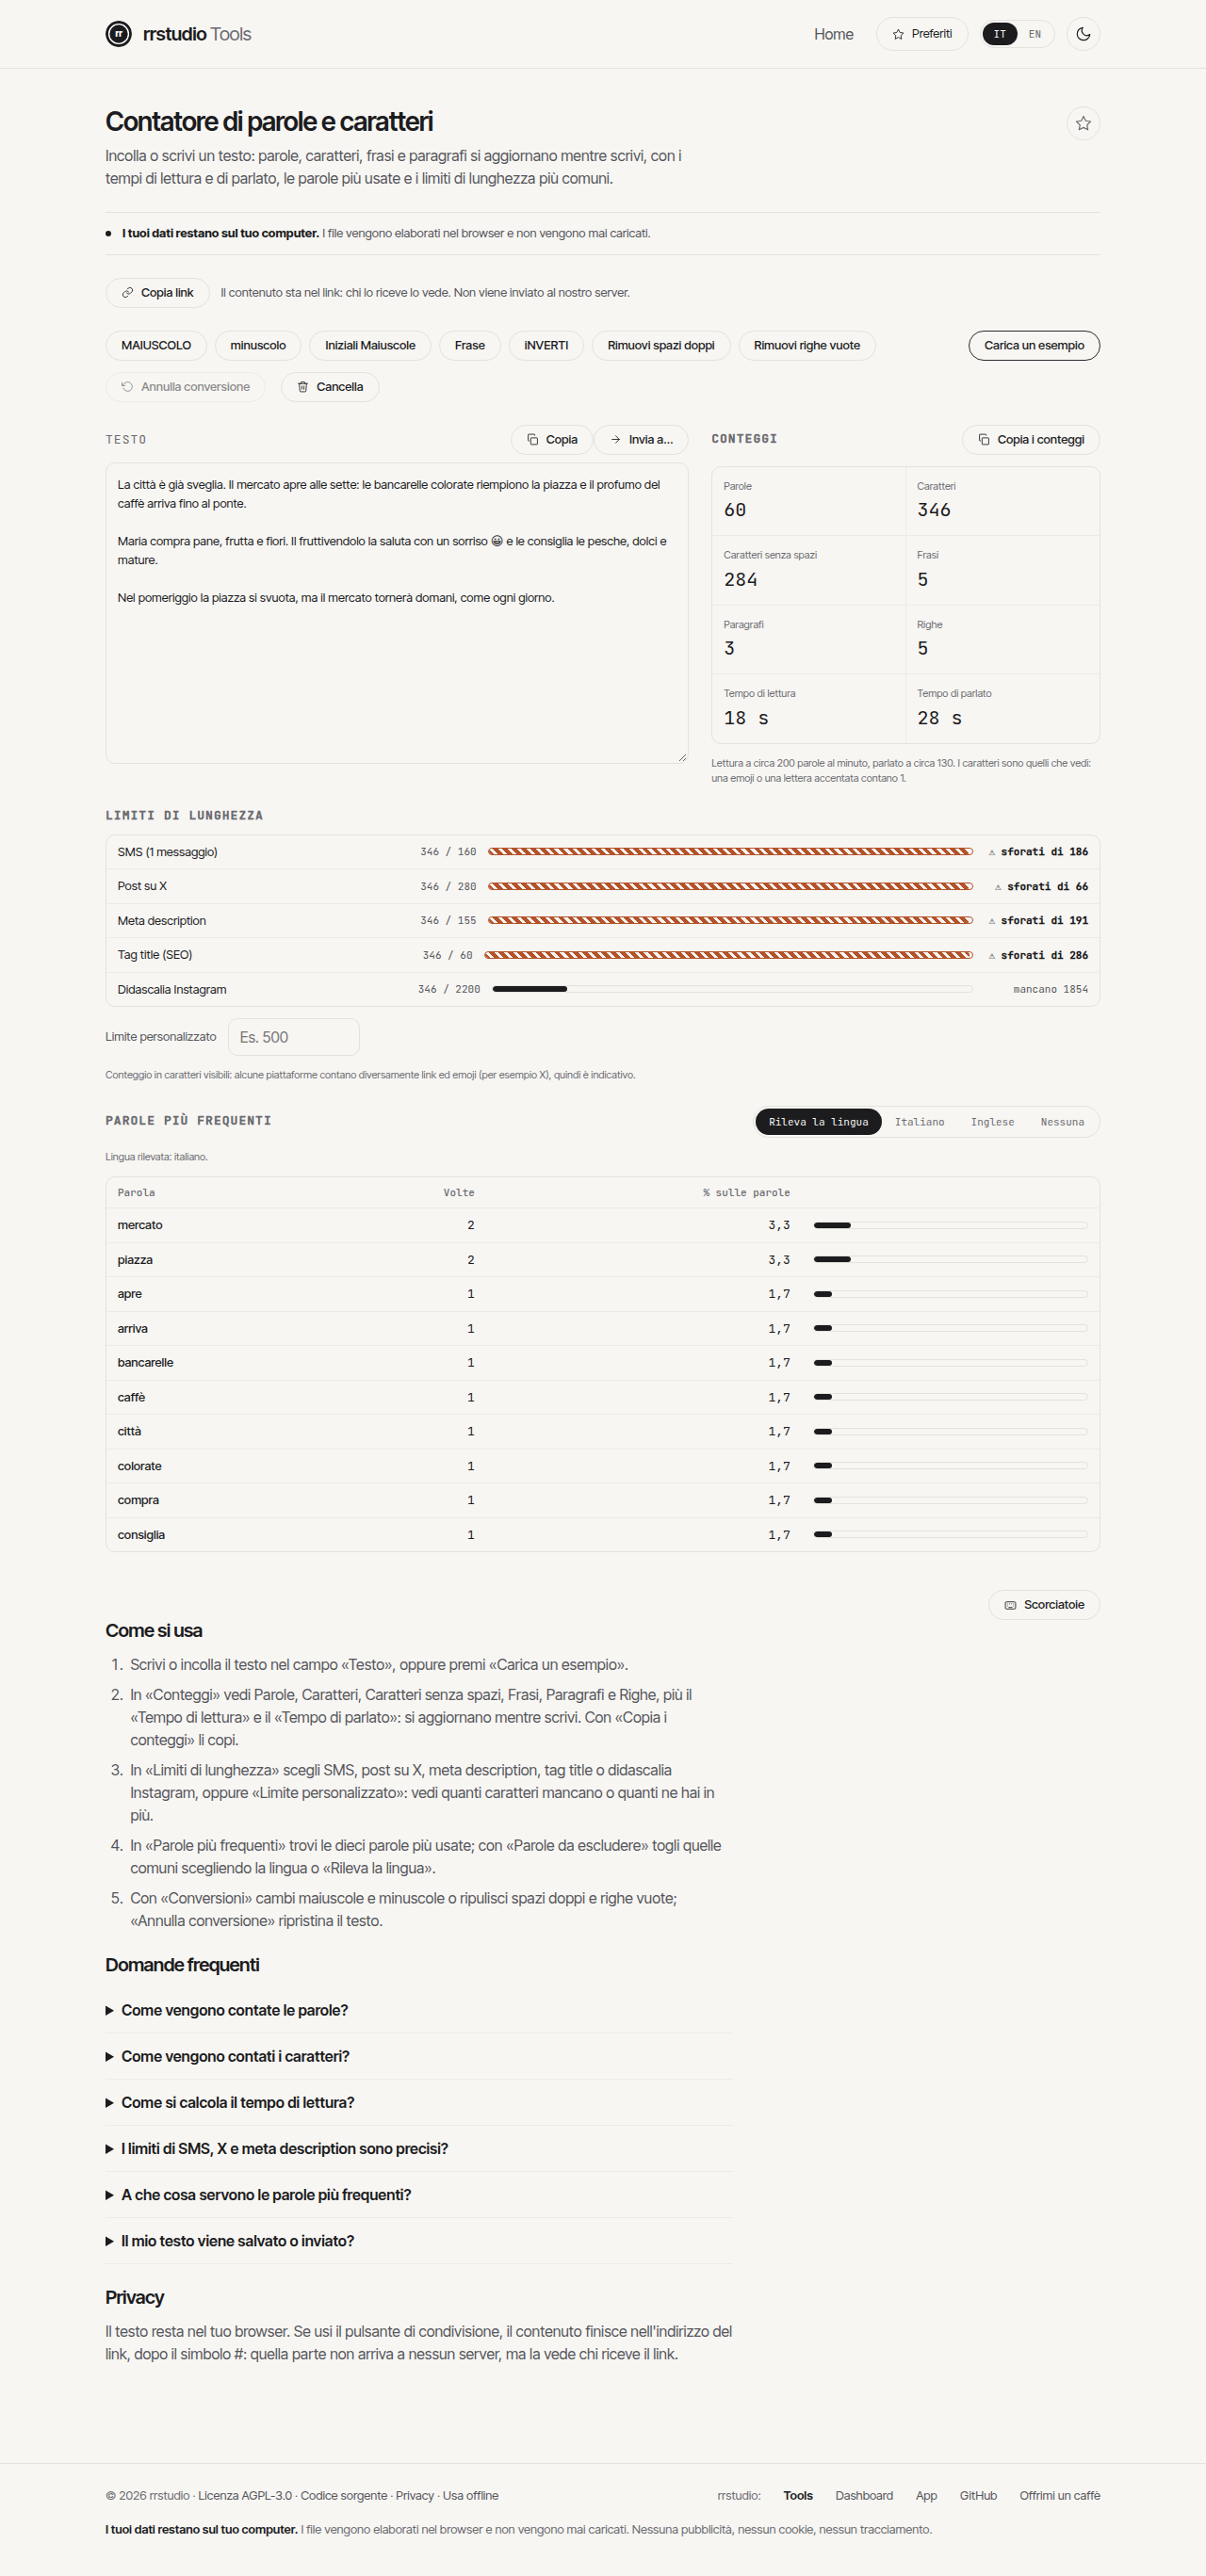 rr rrstudio Tools
Home
Preferiti
IT EN
Contatore di parole e caratteri
Incolla o scrivi un testo: parole, caratteri, frasi e paragrafi si aggiornano mentre scrivi, con i
tempi di lettura e di parlato, le parole più usate e i limiti di lunghezza più comuni.
I tuoi dati restano sul tuo computer. I file vengono elaborati nel browser e non vengono mai caricati.
Copia link
Il contenuto sta nel link: chi lo riceve lo vede. Non viene inviato al nostro server.
MAIUSCOLO minuscolo Iniziali Maiuscole Frase iNVERTI Rimuovi spazi doppi Rimuovi righe vuote Carica un esempio
Annulla conversione Cancella
TESTO
Copia Invia a...
La città è già sveglia. Il mercato apre alle sette: le bancarelle colorate riempiono la piazza e il profumo del
caffè arriva fino al ponte.
Maria compra pane, frutta e fiori. Il fruttivendolo la saluta con un sorriso 😀 e le consiglia le pesche, dolci e
mature.
Nel pomeriggio la piazza si svuota, ma il mercato tornerà domani, come ogni giorno.
CONTEGGI
Copia i conteggi
Parole Caratteri
60 346
Caratteri senza spazi Frasi
284 5
Paragrafi Righe
3 5
Tempo di lettura Tempo di parlato
18 s 28 s
Lettura a circa 200 parole al minuto, parlato a circa 130. I caratteri sono quelli che vedi:
una emoji o una lettera accentata contano 1.
LIMITI DI LUNGHEZZA
SMS (1 messaggio) 346 / 160 ⚠ sforati di 186
Post su X 346 / 280 ⚠ sforati di 66
Meta description 346 / 155 ⚠ sforati di 191
Tag title (SEO) 346 / 60 ⚠ sforati di 286
Didascalia Instagram 346 / 2200 mancano 1854
Limite personalizzato Es. 500
Conteggio in caratteri visibili: alcune piattaforme contano diversamente link ed emoji (per esempio X), quindi è indicativo.
PAROLE PIÙ FREQUENTI
Rileva la lingua Italiano Inglese Nessuna
Lingua rilevata: italiano.
Parola Volte % sulle parole
mercato 2 3,3
piazza 2 3,3
apre 1 1,7
arriva 1 1,7
bancarelle 1 1,7
caffè 1 1,7
città 1 1,7
colorate 1 1,7
compra 1 1,7
consiglia 1 1,7
Scorciatoie
Come si usa
1. Scrivi o incolla il testo nel campo «Testo», oppure premi «Carica un esempio».
2. In «Conteggi» vedi Parole, Caratteri, Caratteri senza spazi, Frasi, Paragrafi e Righe, più il
«Tempo di lettura» e il «Tempo di parlato»: si aggiornano mentre scrivi. Con «Copia i
conteggi» li copi.
3. In «Limiti di lunghezza» scegli SMS, post su X, meta description, tag title o didascalia
Instagram, oppure «Limite personalizzato»: vedi quanti caratteri mancano o quanti ne hai in
più.
4. In «Parole più frequenti» trovi le dieci parole più usate; con «Parole da escludere» togli quelle
comuni scegliendo la lingua o «Rileva la lingua».
5. Con «Conversioni» cambi maiuscole e minuscole o ripulisci spazi doppi e righe vuote;
«Annulla conversione» ripristina il testo.
Domande frequenti
Come vengono contate le parole?
Come vengono contati i caratteri?
Come si calcola il tempo di lettura?
I limiti di SMS, X e meta description sono precisi?
A che cosa servono le parole più frequenti?
Il mio testo viene salvato o inviato?
Privacy
Il testo resta nel tuo browser. Se usi il pulsante di condivisione, il contenuto finisce nell'indirizzo del
link, dopo il simbolo #: quella parte non arriva a nessun server, ma la vede chi riceve il link.
© 2026 rrstudio · Licenza AGPL-3.0 · Codice sorgente · Privacy · Usa offline
rrstudio: Tools Dashboard App GitHub Offrimi un caffè
I tuoi dati restano sul tuo computer. I file vengono elaborati nel browser e non vengono mai caricati. Nessuna pubblicità, nessun cookie, nessun tracciamento.